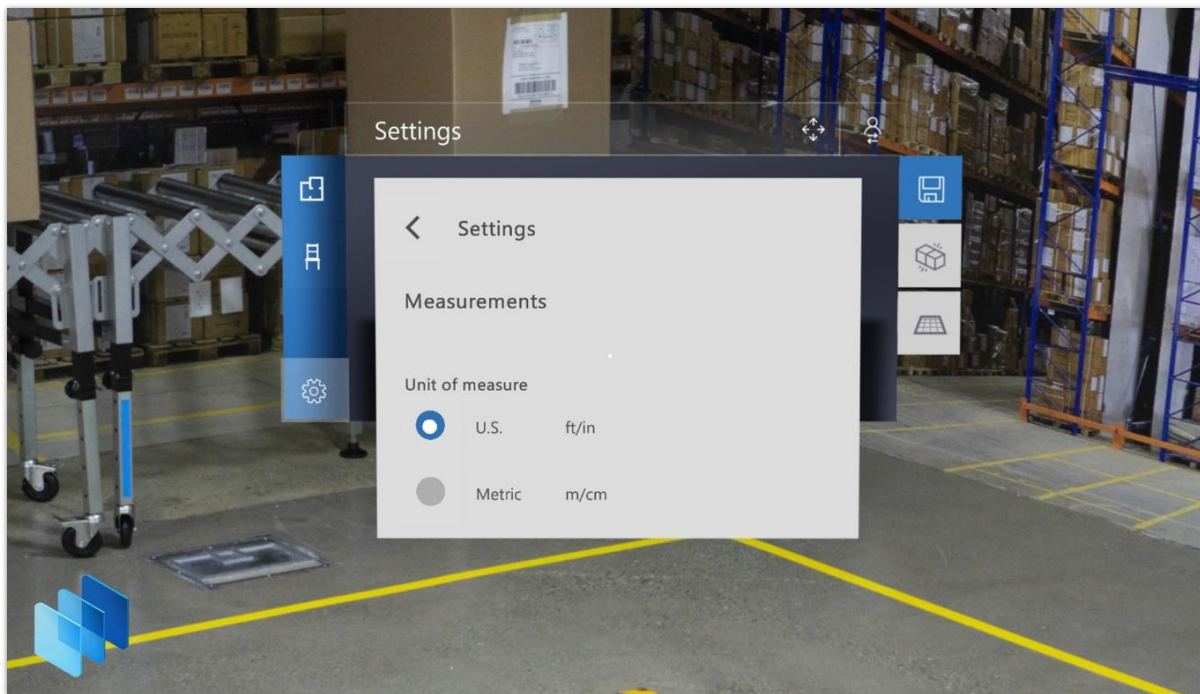 Settings
Settings
Measurements
Unit of measure
U.S. ft/in
Metric m/cm